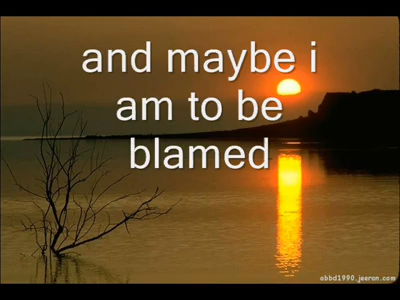 and maybe i
am to be
blamed
abbd1990.jeeran.com